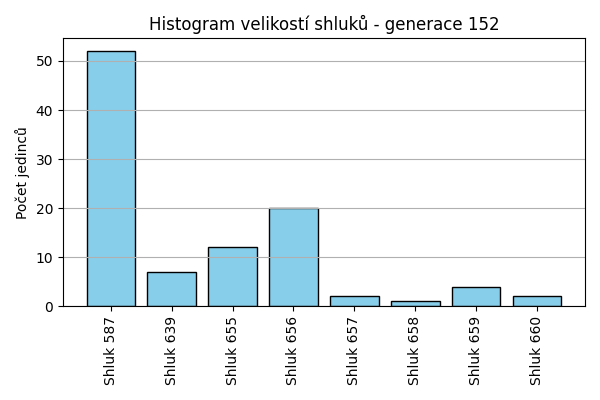 Histogram velikostí shluků - generace 152
Počet jedinců
50
40
30
20
10
0
Shluk 587
Shluk 639
Shluk 655
Shluk 656
Shluk 657
Shluk 658
Shluk 659
Shluk 660